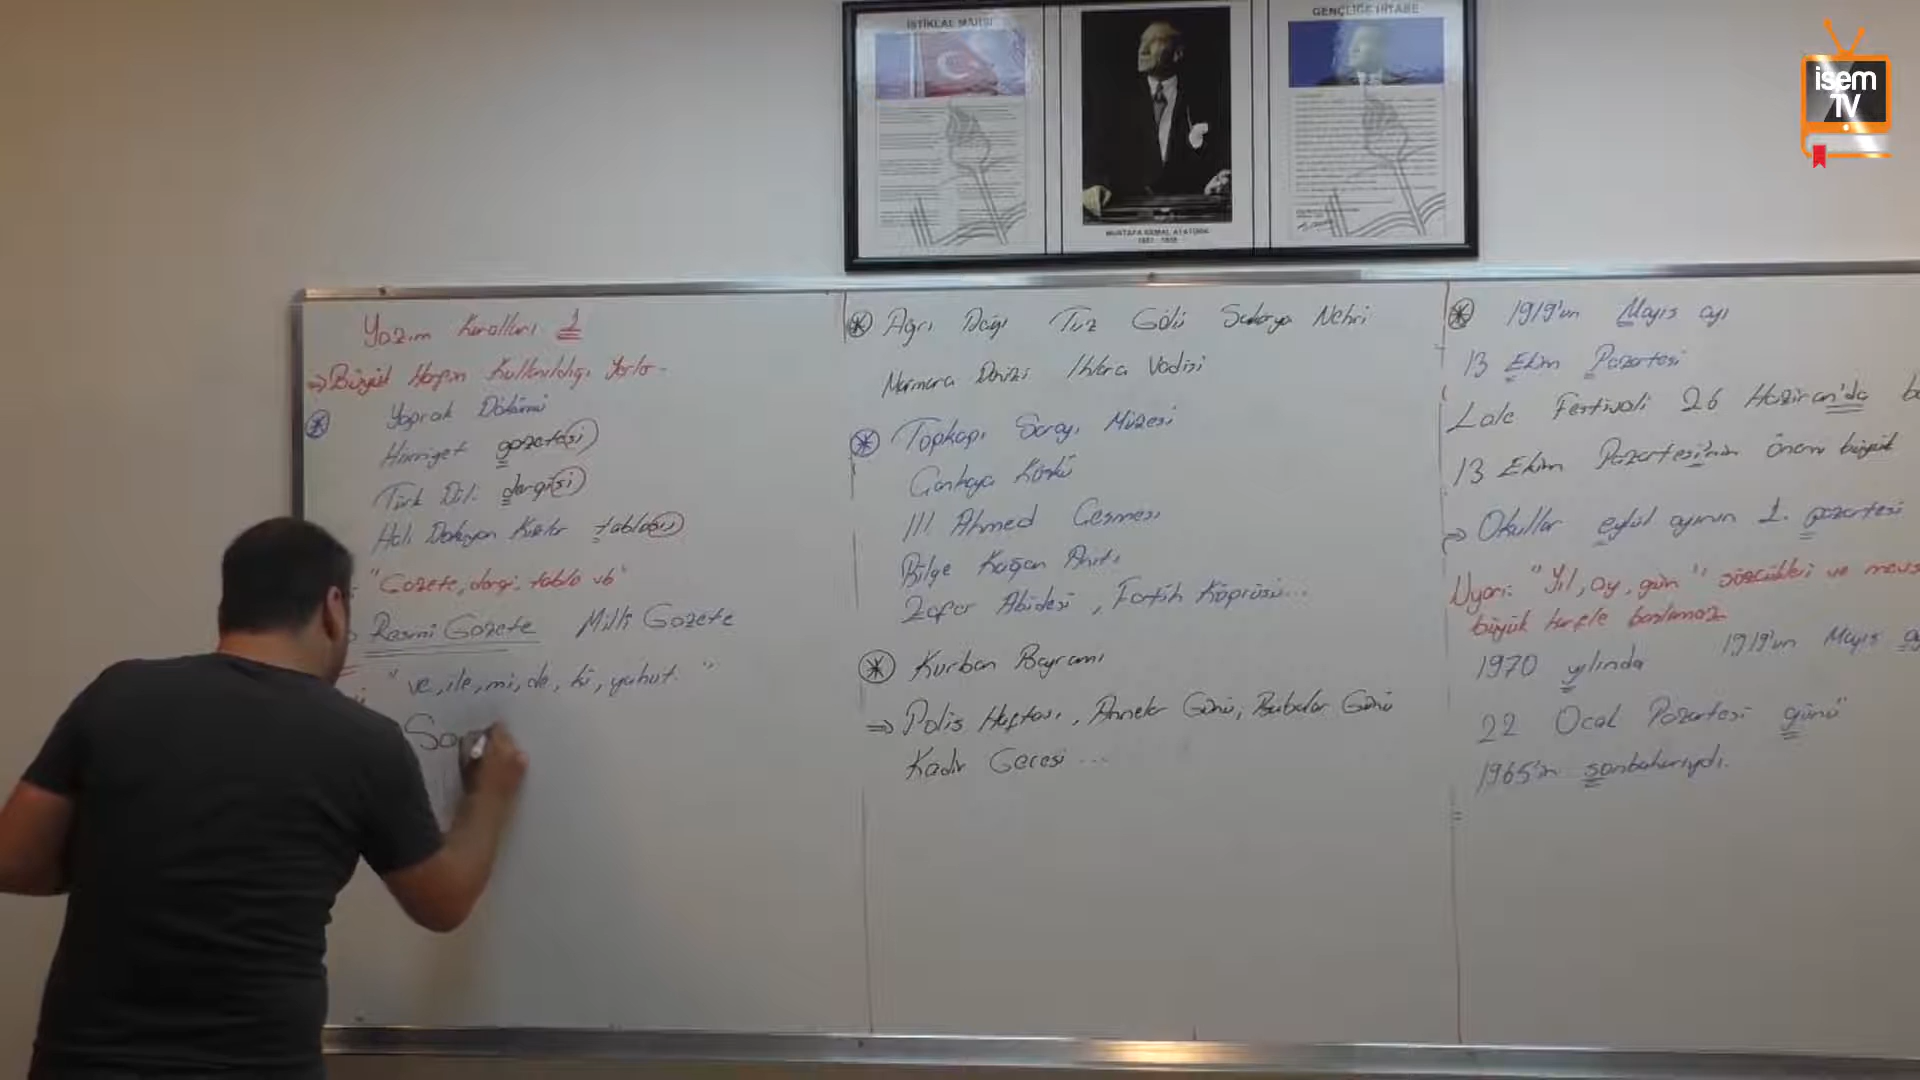 İSTİKLAL MARŞI
GENÇLİĞE HİTABE
MUSTAFA KEMAL ATATÜRK
1881 - 1938
isem
TV
Yazım Kuralları 1
⇒ Büyük Harfin Kullanıldığı Yerler
Yaprak Dökümü
Hürriyet gazetesi
Türk Dili dergisi
Halı Dokuyan Kızlar tablosu
"Gazete, dergi, tablo vb"
Resmi Gazete Milli Gazete
" ve, ile, mi, de, ki, yahut. "
Ağrı Dağı Tuz Gölü Sakarya Nehri
Marmara Denizi Ihlara Vadisi
Topkapı Sarayı Müzesi
Çankaya Köşkü
III Ahmed Çeşmesi
Bilge Kağan Anıtı
Zafer Abidesi, Fatih Köprüsü...
Kurban Bayramı
⇒ Polis Haftası, Anneler Günü, Babalar Günü
Kadir Gecesi ...
1919'un Mayıs ayı
13 Ekim Pazartesi
Lale Festivali 26 Haziran'da
13 Ekim Pazartesi'nin önemi büyük
⇒ Okullar eylül ayının 1. pazartesi
Uyarı: "Yıl, ay, gün" sözcükleri ve
büyük harfle başlamaz
1970 yılında 1919'un Mayıs
22 Ocak Pazartesi günü"
1965'in sonbaharıydı.